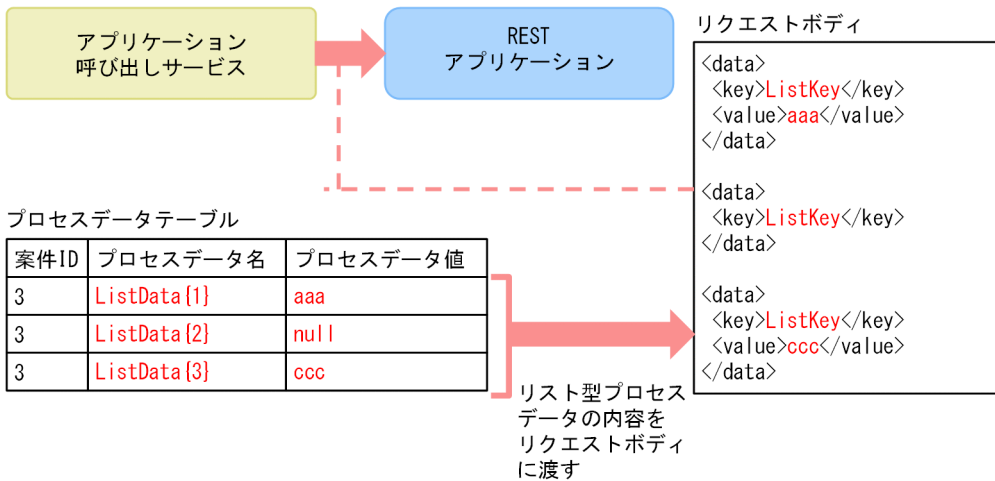 アプリケーション
呼び出しサービス
REST
アプリケーション
リクエストボディ
<data>
<key>ListKey</key>
<value>aaa</value>
</data>
<data>
<key>ListKey</key>
</data>
<data>
<key>ListKey</key>
<value>ccc</value>
</data>
プロセスデータテーブル
案件ID プロセスデータ名 プロセスデータ値
3 ListData{1} aaa
3 ListData{2} null
3 ListData{3} ccc
リスト型プロセス
データの内容を
リクエストボディ
に渡す